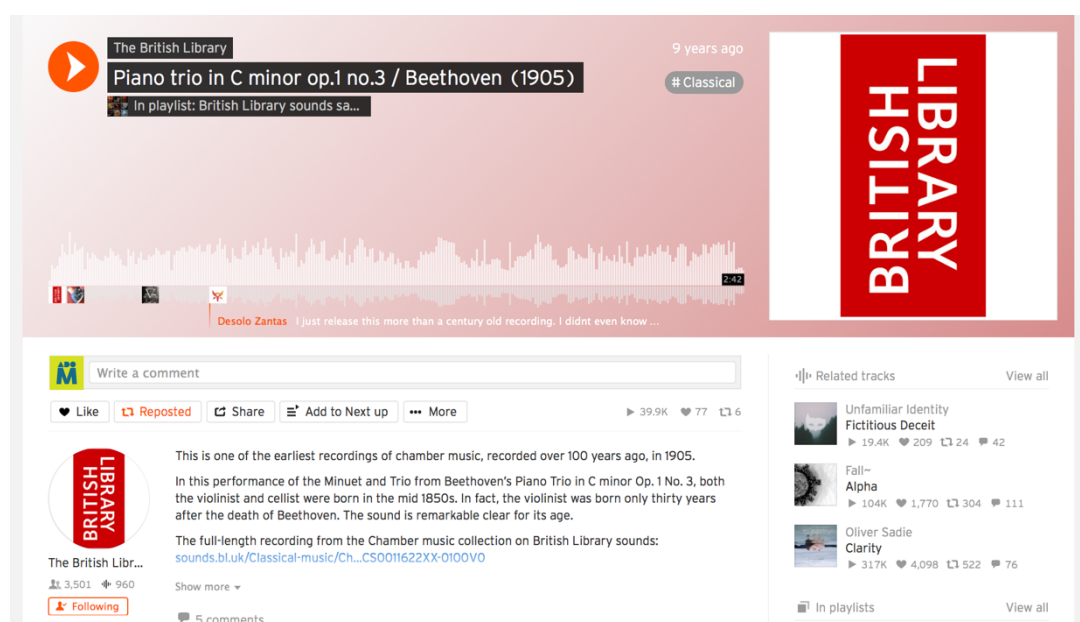 The British Library
9 years ago
Piano trio in C minor op.1 no.3 / Beethoven (1905)
# Classical
In playlist: British Library sounds sa...
BRITISH
LIBRARY
2:42
Desolo Zantas I just release this more than a century old recording. I didnt even know ...
Write a comment
Like
Reposted
Share
Add to Next up
More
39.9K 77 6
BRITISH
LIBRARY
The British Libr...
3,501 960
Following
This is one of the earliest recordings of chamber music, recorded over 100 years ago, in 1905.
In this performance of the Minuet and Trio from Beethoven's Piano Trio in C minor Op. 1 No. 3, both
the violinist and cellist were born in the mid 1850s. In fact, the violinist was born only thirty years
after the death of Beethoven. The sound is remarkable clear for its age.
The full-length recording from the Chamber music collection on British Library sounds:
sounds.bl.uk/Classical-music/Ch...CS0011622XX-0100V0
Show more
5 comments
Related tracks
View all
Unfamiliar Identity
Fictitious Deceit
19.4K 209 24 42
Fall~
Alpha
104K 1,770 304 111
Oliver Sadie
Clarity
317K 4,098 522 76
In playlists
View all